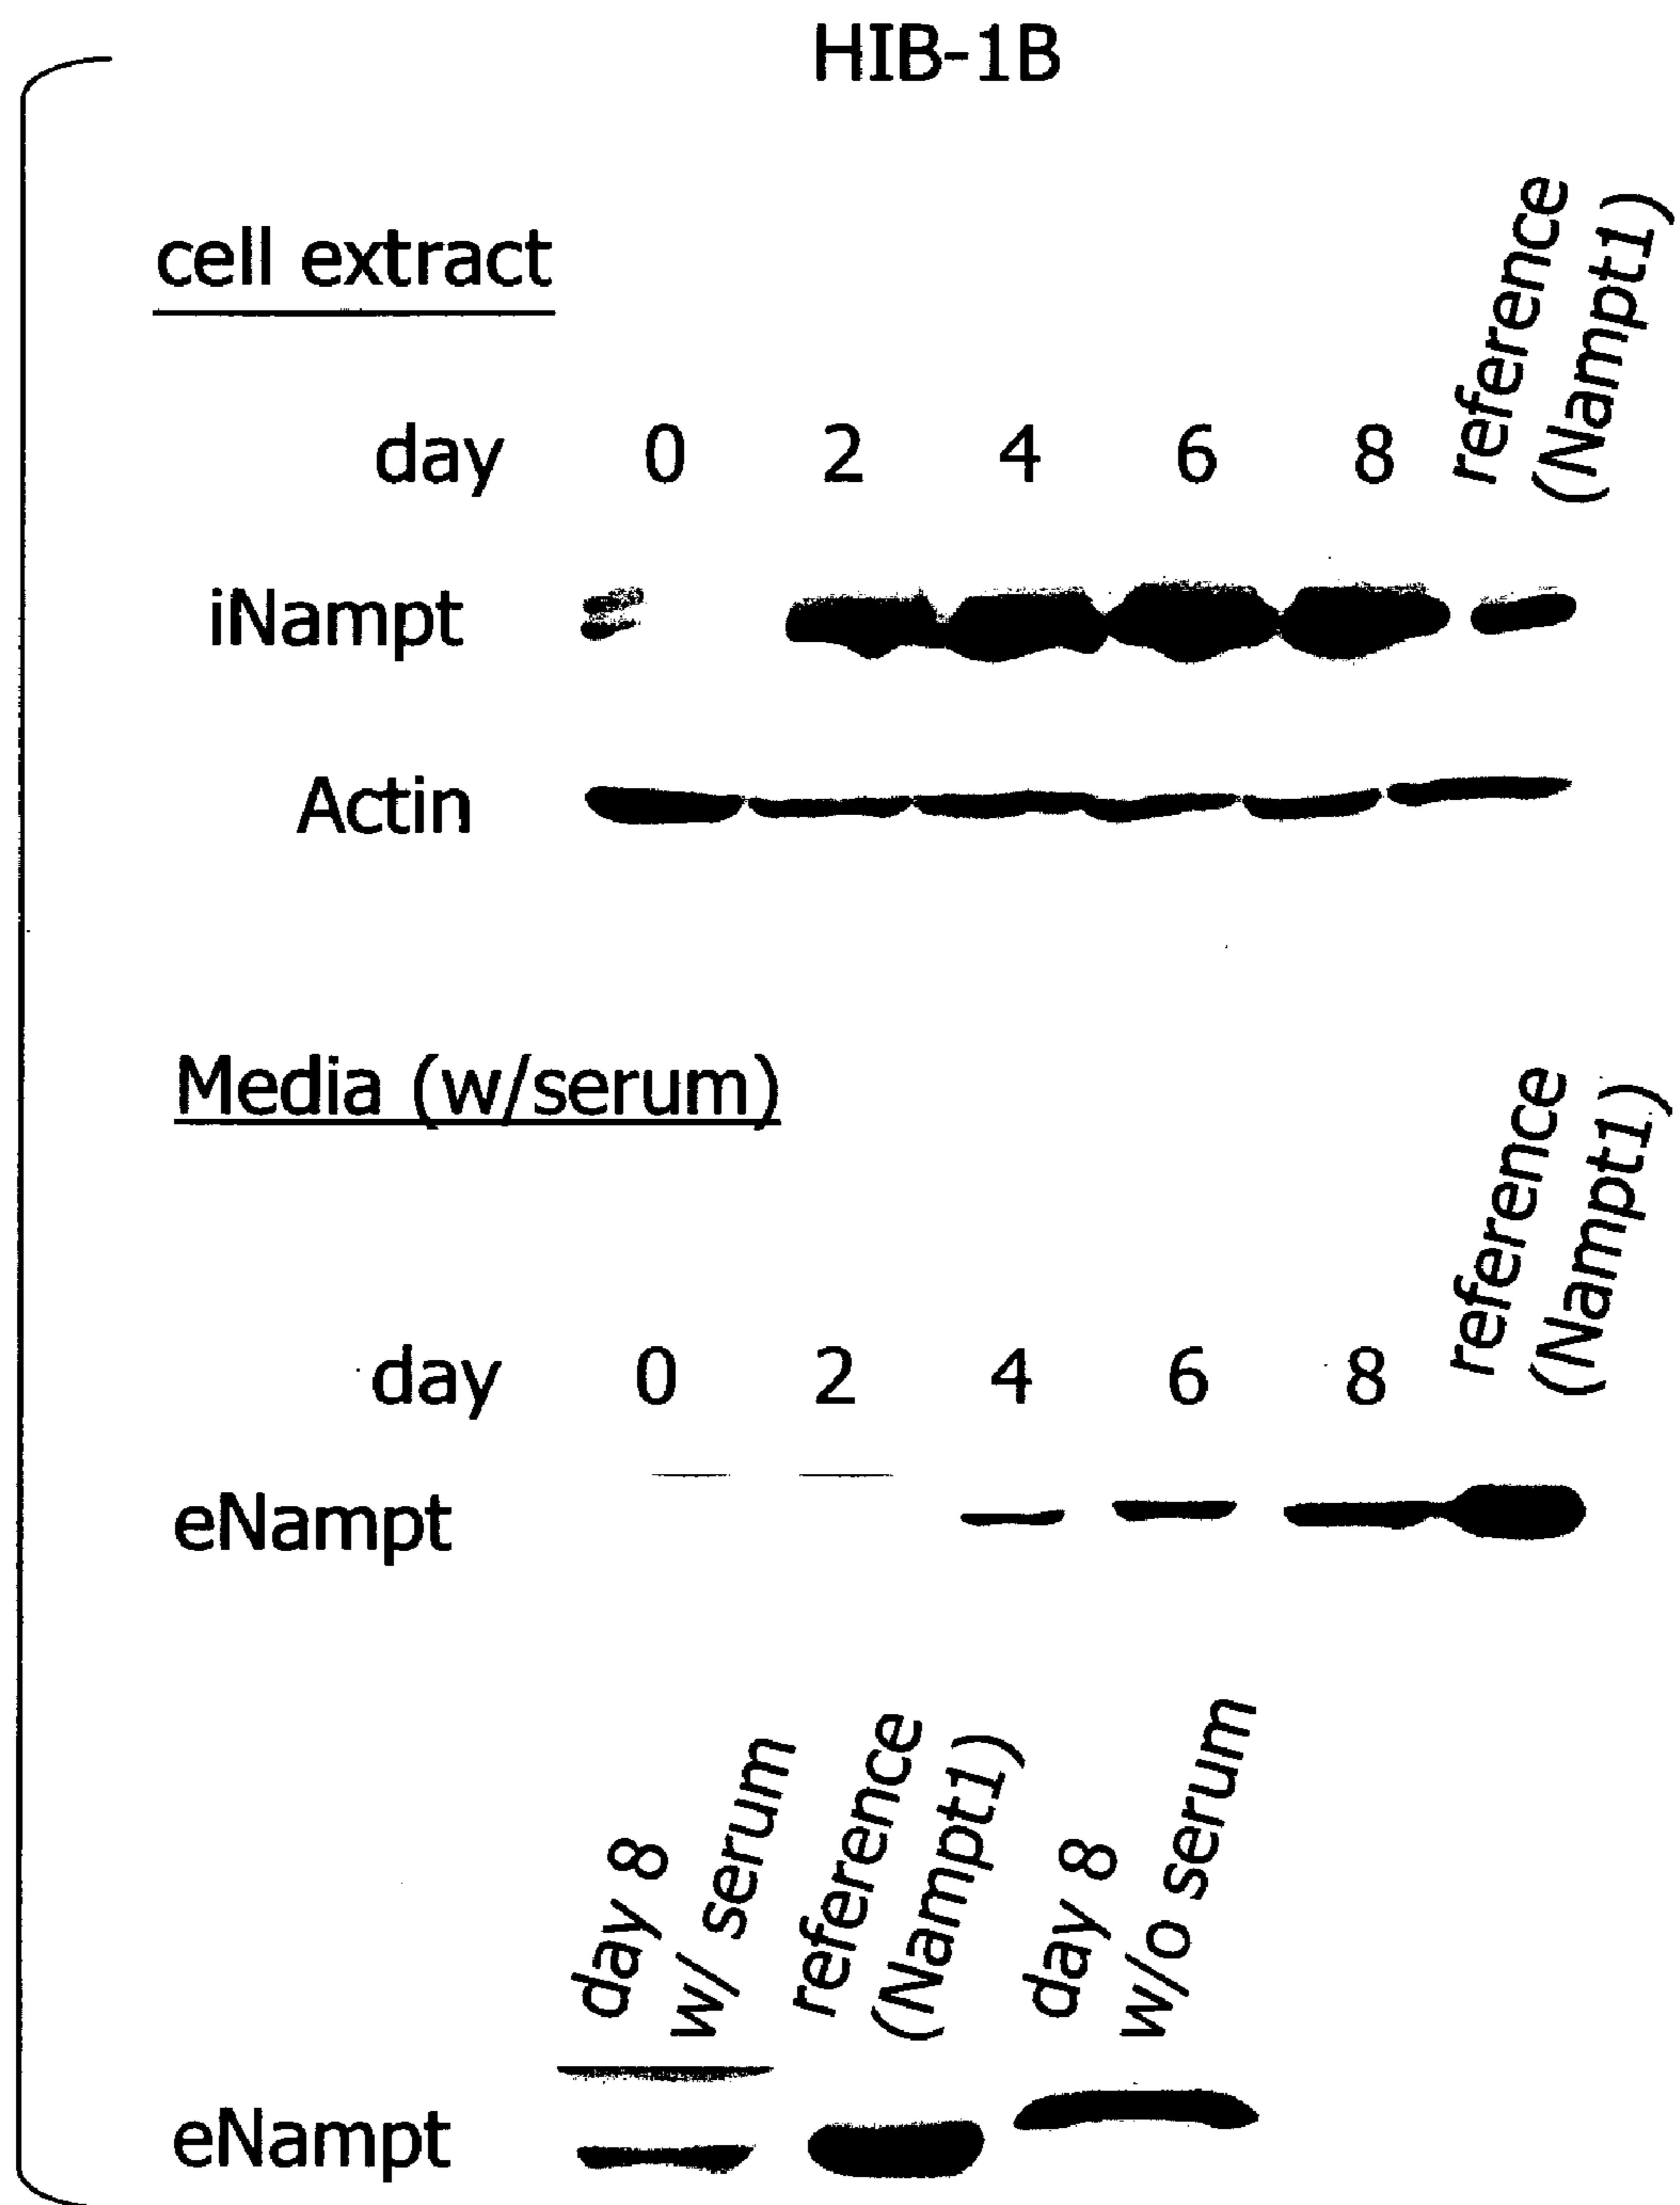 HIB-1B
cell extract
day 0 2 4 6 8 reference (Nampt1)
iNampt
Actin
Media (w/serum)
day 0 2 4 6 8 reference (Nampt1)
eNampt
day 8 w/ serum
reference (Nampt1)
day 8 w/o serum
eNampt